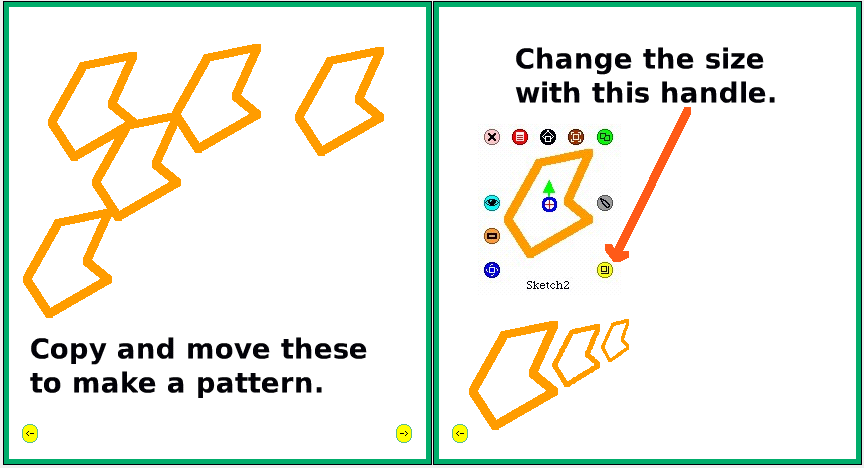 Copy and move these
to make a pattern.
<- ->
Change the size
with this handle.
Sketch2
<-